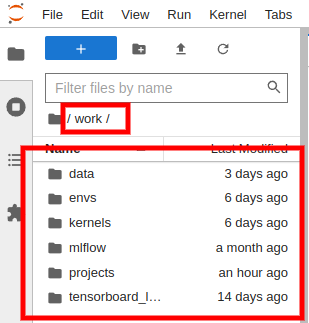 File Edit View Run Kernel Tabs
Filter files by name
/ work /
Name Last Modified
data 3 days ago
envs 6 days ago
kernels 6 days ago
mlflow a month ago
projects an hour ago
tensorboard_l... 14 days ago